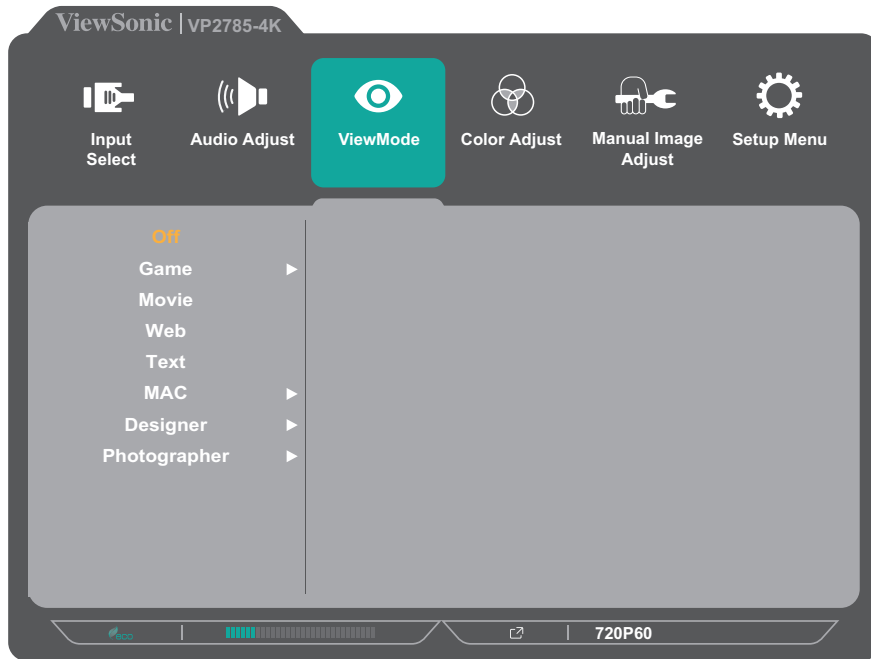 ViewSonic | VP2785-4K
Input Select
Audio Adjust
ViewMode
Color Adjust
Manual Image Adjust
Setup Menu
Off
Game
Movie
Web
Text
MAC
Designer
Photographer
eco
720P60